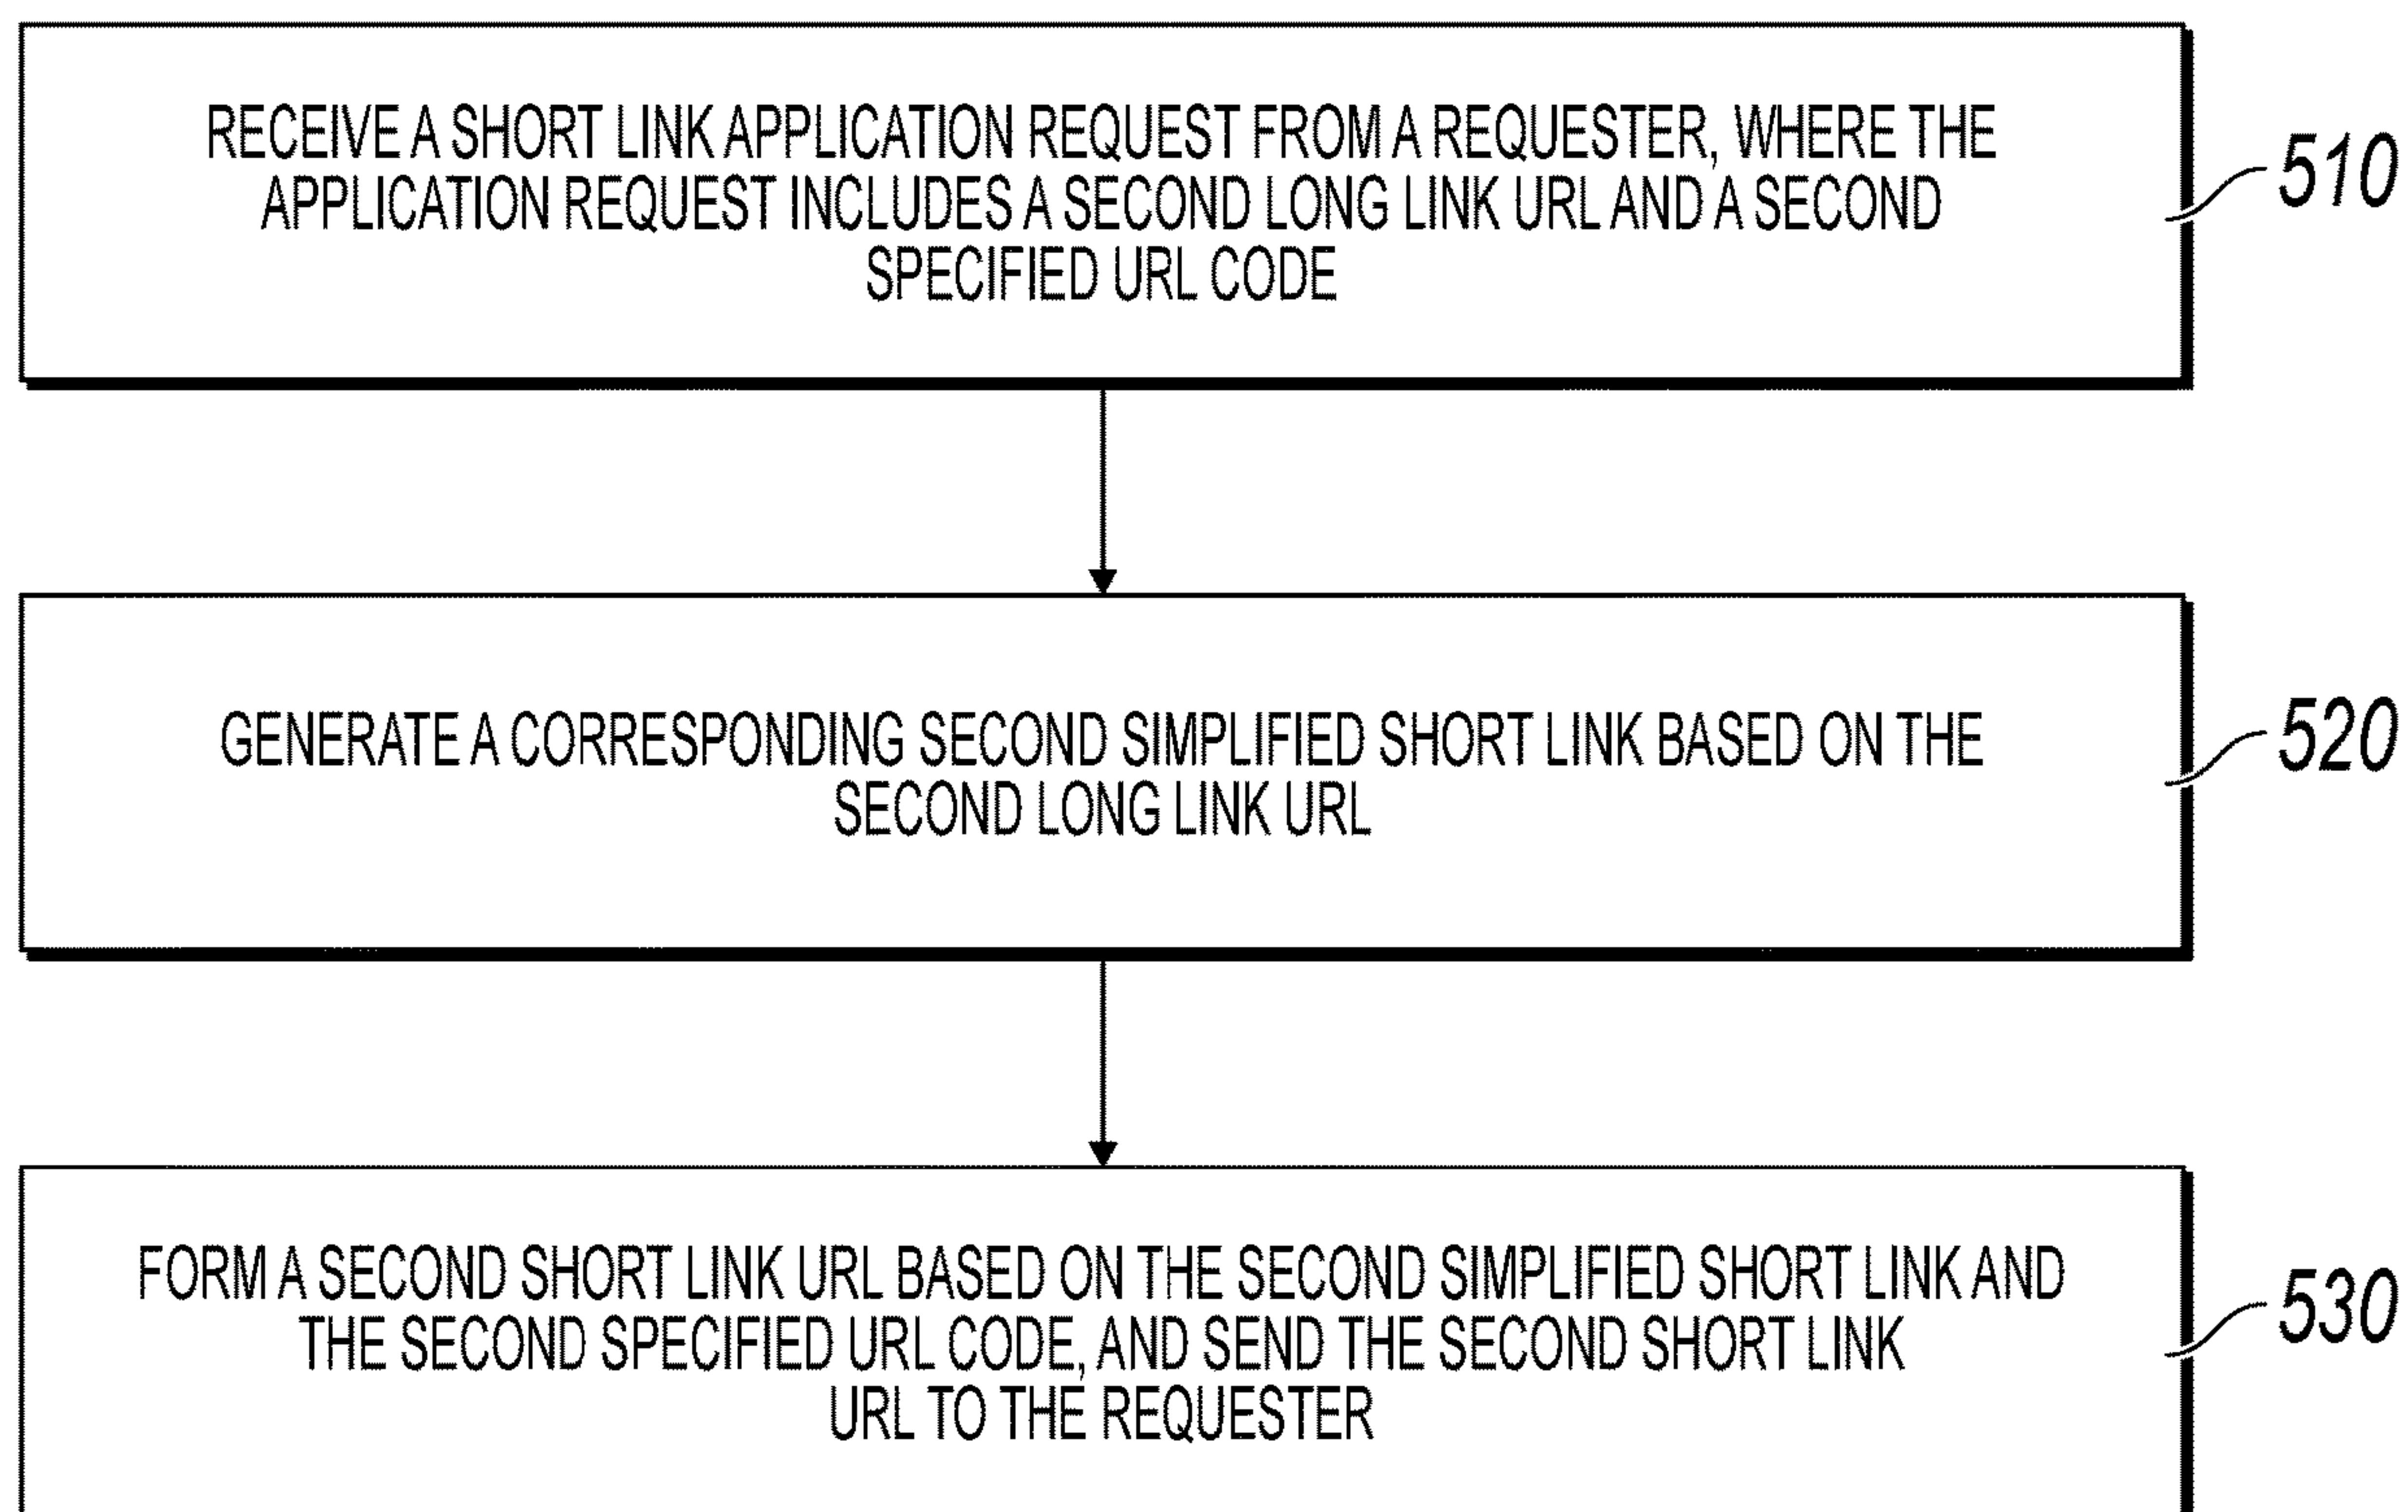 RECEIVE A SHORT LINK APPLICATION REQUEST FROM A REQUESTER, WHERE THE
APPLICATION REQUEST INCLUDES A SECOND LONG LINK URL AND A SECOND
SPECIFIED URL CODE
510
GENERATE A CORRESPONDING SECOND SIMPLIFIED SHORT LINK BASED ON THE
SECOND LONG LINK URL
520
FORM A SECOND SHORT LINK URL BASED ON THE SECOND SIMPLIFIED SHORT LINK AND
THE SECOND SPECIFIED URL CODE, AND SEND THE SECOND SHORT LINK
URL TO THE REQUESTER
530